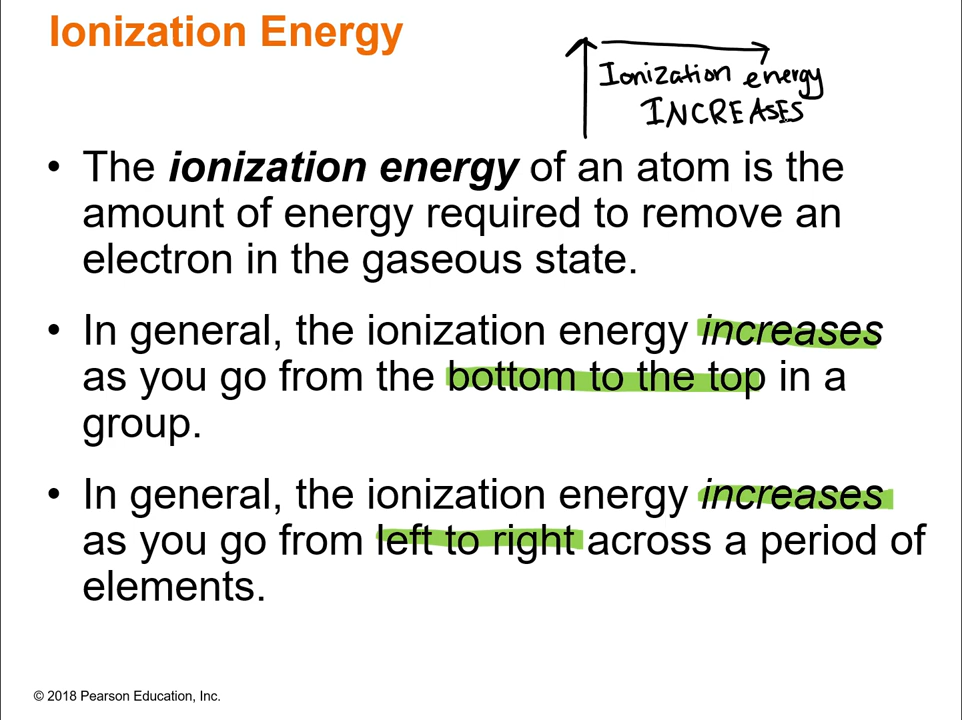 Ionization Energy
Ionization energy
INCREASES
• The ionization energy of an atom is the
amount of energy required to remove an
electron in the gaseous state.
• In general, the ionization energy increases
as you go from the bottom to the top in a
group.
• In general, the ionization energy increases
as you go from left to right across a period of
elements.
© 2018 Pearson Education, Inc.